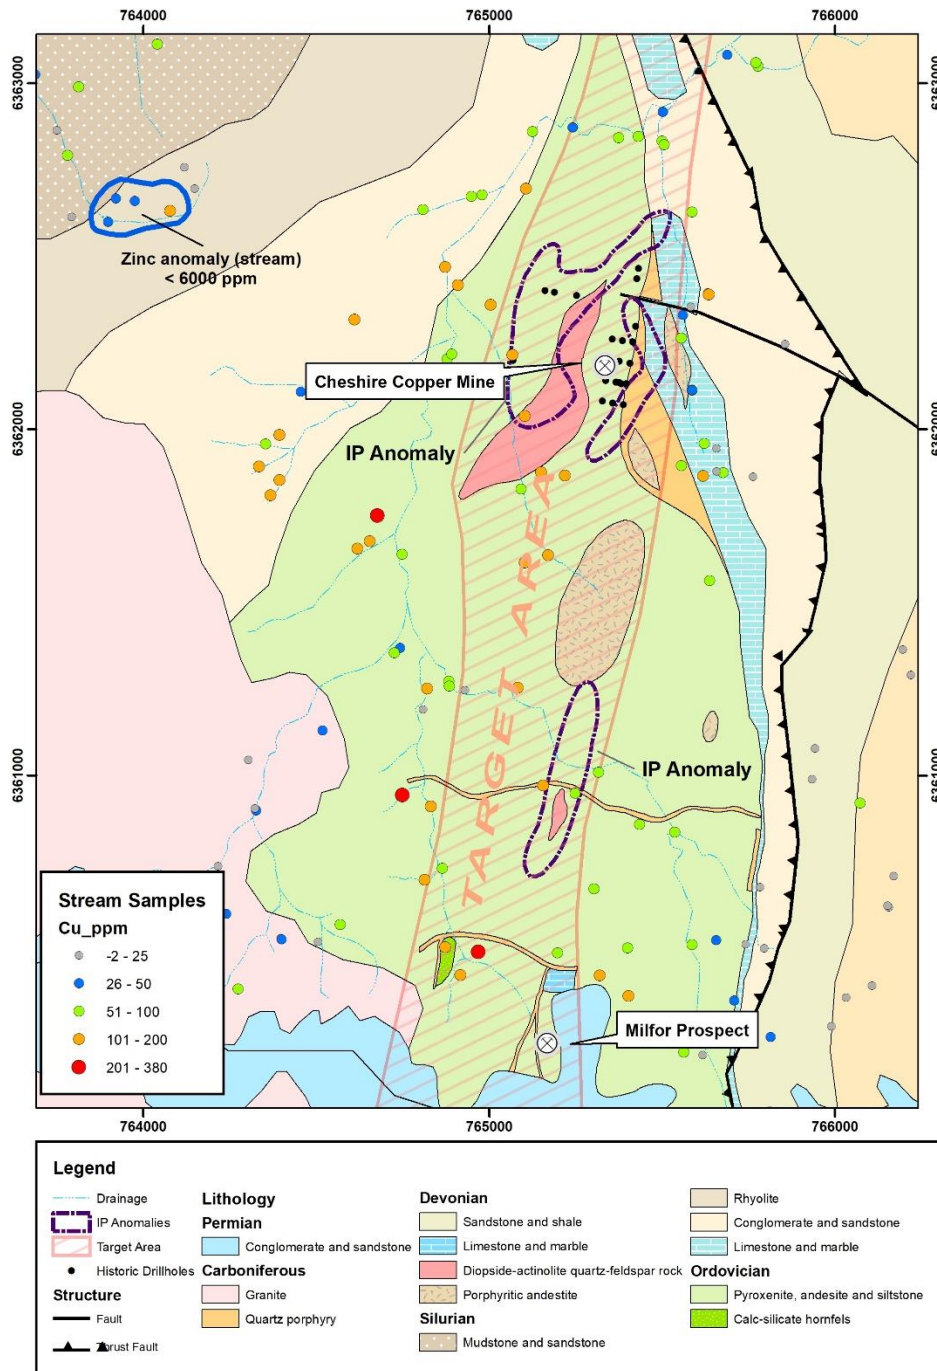 764000 765000 766000
6363000 6363000
Zinc anomaly (stream)
< 6000 ppm
Cheshire Copper Mine
6362000 6362000
IP Anomaly
TARGET AREA
6361000 6361000
IP Anomaly
Stream Samples
Cu_ppm
-2 - 25
26 - 50
51 - 100
101 - 200
201 - 380
Milfor Prospect
764000 765000 766000
Legend
Drainage
IP Anomalies
Target Area
Historic Drillholes
Structure
Fault
Thrust Fault
Lithology
Permian
Conglomerate and sandstone
Carboniferous
Granite
Quartz porphyry
Devonian
Sandstone and shale
Limestone and marble
Diopside-actinolite quartz-feldspar rock
Porphyritic andestite
Silurian
Mudstone and sandstone
Rhyolite
Conglomerate and sandstone
Limestone and marble
Ordovician
Pyroxenite, andesite and siltstone
Calc-silicate hornfels